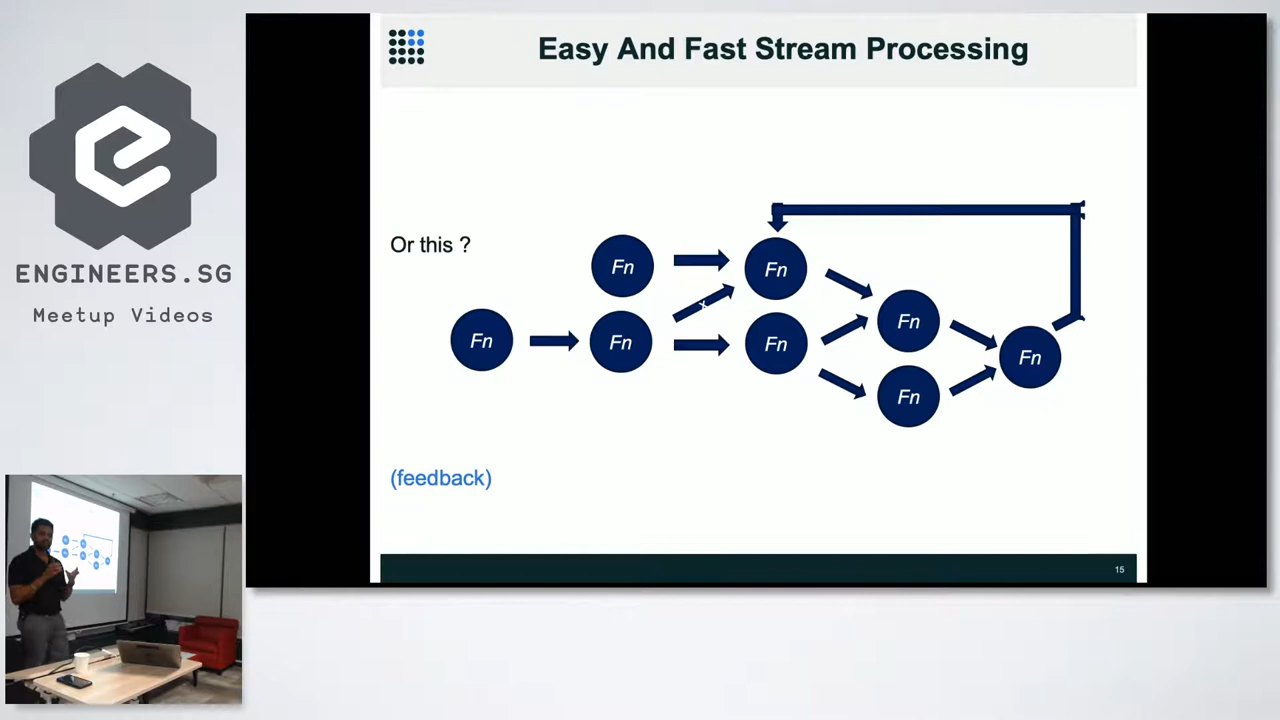 Easy And Fast Stream Processing
ENGINEERS.SG
Meetup Videos
Or this ?
Fn
Fn
Fn
Fn
Fn
Fn
Fn
Fn
(feedback)
15